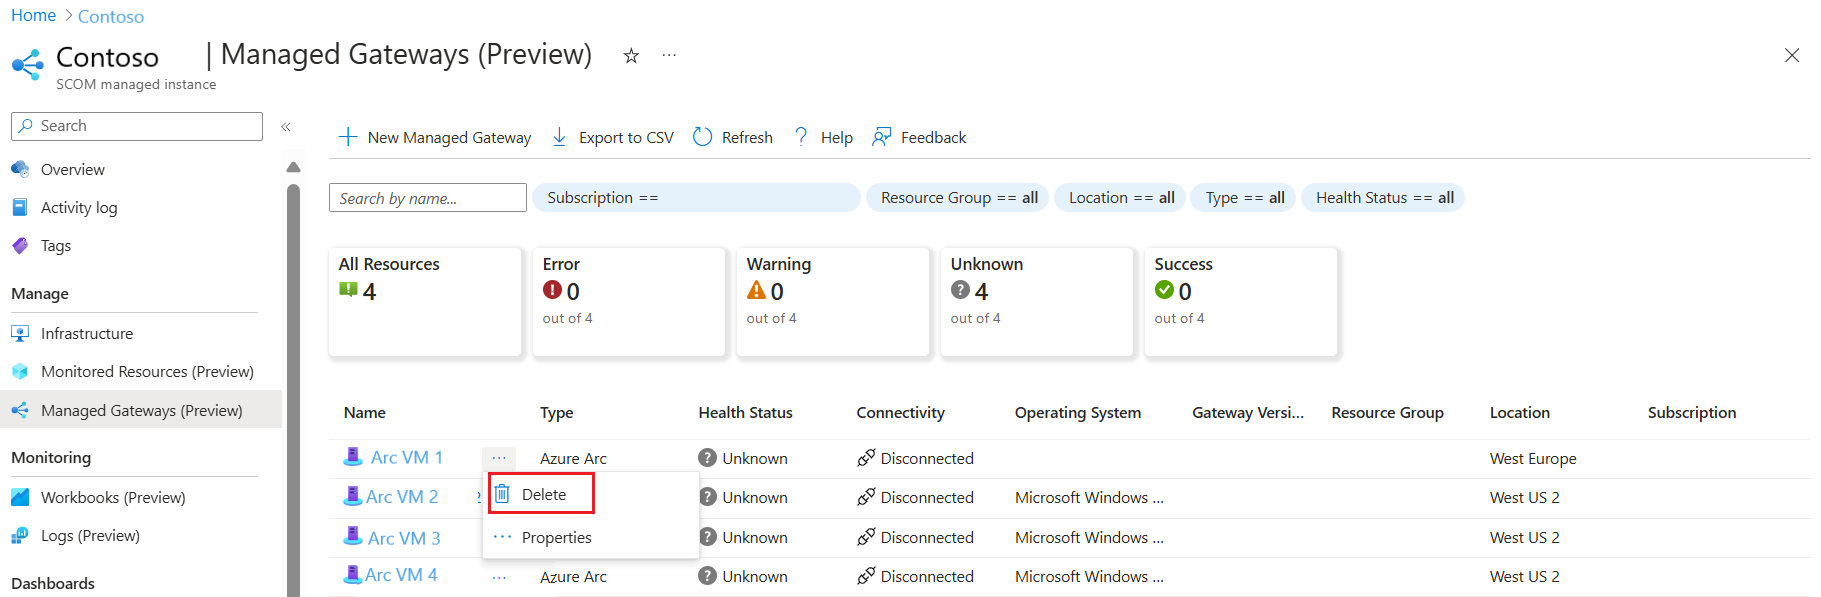 Home > Contoso
Contoso | Managed Gateways (Preview) ...
SCOM managed instance
Search «
Overview
Activity log
Tags
Manage
Infrastructure
Monitored Resources (Preview)
Managed Gateways (Preview)
Monitoring
Workbooks (Preview)
Logs (Preview)
Dashboards
New Managed Gateway Export to CSV Refresh Help Feedback
Search by name... Subscription == Resource Group == all Location == all Type == all Health Status == all
All Resources
4
Error
0
out of 4
Warning
0
out of 4
Unknown
4
out of 4
Success
0
out of 4
Name Type Health Status Connectivity Operating System Gateway Versi... Resource Group Location Subscription
Arc VM 1 ... Azure Arc Unknown Disconnected West Europe
Arc VM 2 Unknown Disconnected Microsoft Windows ... West US 2
Arc VM 3 Unknown Disconnected Microsoft Windows ... West US 2
Arc VM 4 ... Azure Arc Unknown Disconnected Microsoft Windows ... West US 2
Delete
... Properties